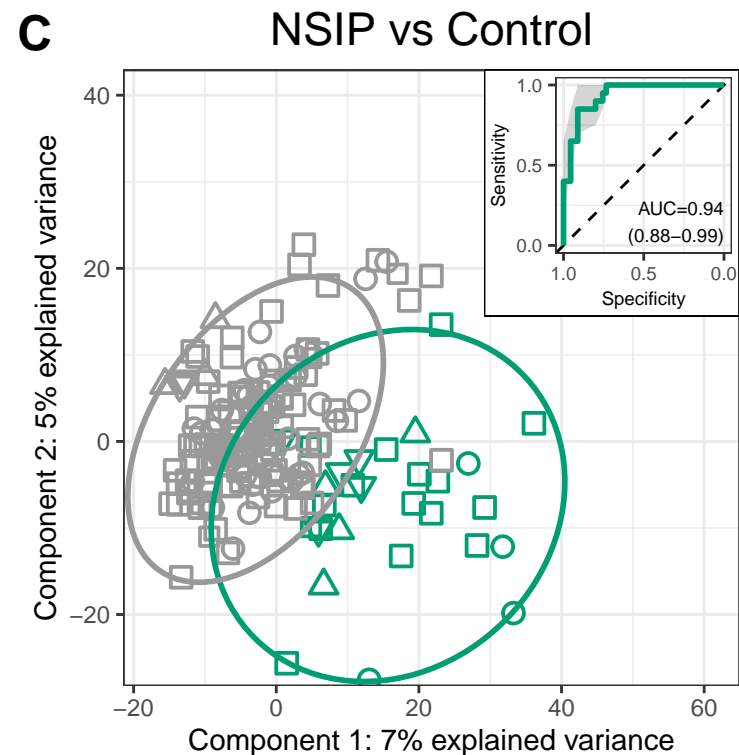 C
NSIP vs Control
Component 2: 5% explained variance
40
20
0
−20
−20
0
20
40
60
Component 1: 7% explained variance
Sensitivity
1.0
0.5
0.0
AUC=0.94
(0.88−0.99)
1.0
0.5
0.0
Specificity